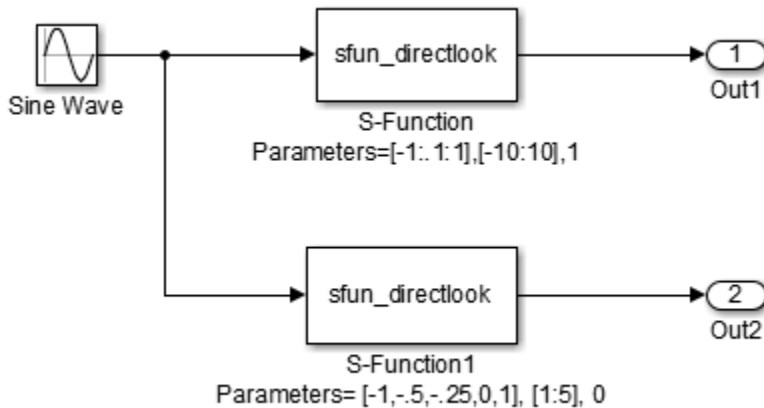 sfun_directlook
1
Sine Wave
Out1
S-Function
Parameters=[-1:.1:1],[-10:10],1
sfun_directlook
2
Out2
S-Function1
Parameters= [-1,-.5,-.25,0,1], [1:5], 0